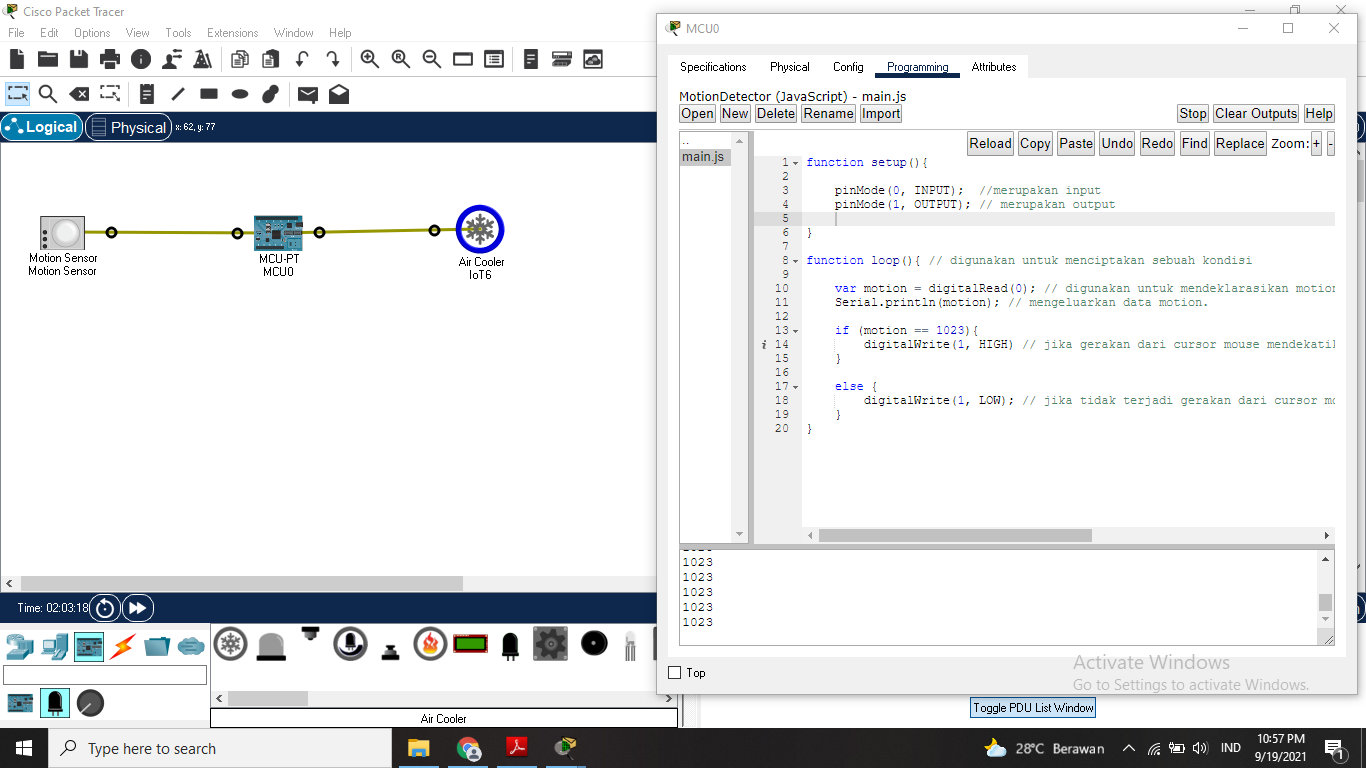 Cisco Packet Tracer
File Edit Options View Tools Extensions Window Help
Logical Physical x: 62, y: 77
Motion Sensor
Motion Sensor
MCU-PT
MCU0
Air Cooler
IoT6
Time: 02:03:18
Air Cooler
MCU0
Specifications Physical Config Programming Attributes
MotionDetector (JavaScript) - main.js
Open New Delete Rename Import Stop Clear Outputs Help
Reload Copy Paste Undo Redo Find Replace Zoom: + -
..
main.js
1 function setup(){
2
3 pinMode(0, INPUT); //merupakan input
4 pinMode(1, OUTPUT); // merupakan output
5
6 }
7
8 function loop(){ // digunakan untuk menciptakan sebuah kondisi
9
10 var motion = digitalRead(0); // digunakan untuk mendeklarasikan motion
11 Serial.println(motion); // mengeluarkan data motion.
12
13 if (motion == 1023){
i 14 digitalWrite(1, HIGH) // jika gerakan dari cursor mouse mendekati
15 }
16
17 else {
18 digitalWrite(1, LOW); // jika tidak terjadi gerakan dari cursor
19 }
20 }
1023
1023
1023
1023
1023
Top
Activate Windows
Go to Settings to activate Windows.
Toggle PDU List Window
Type here to search
28°C Berawan
IND
10:57 PM
9/19/2021
1